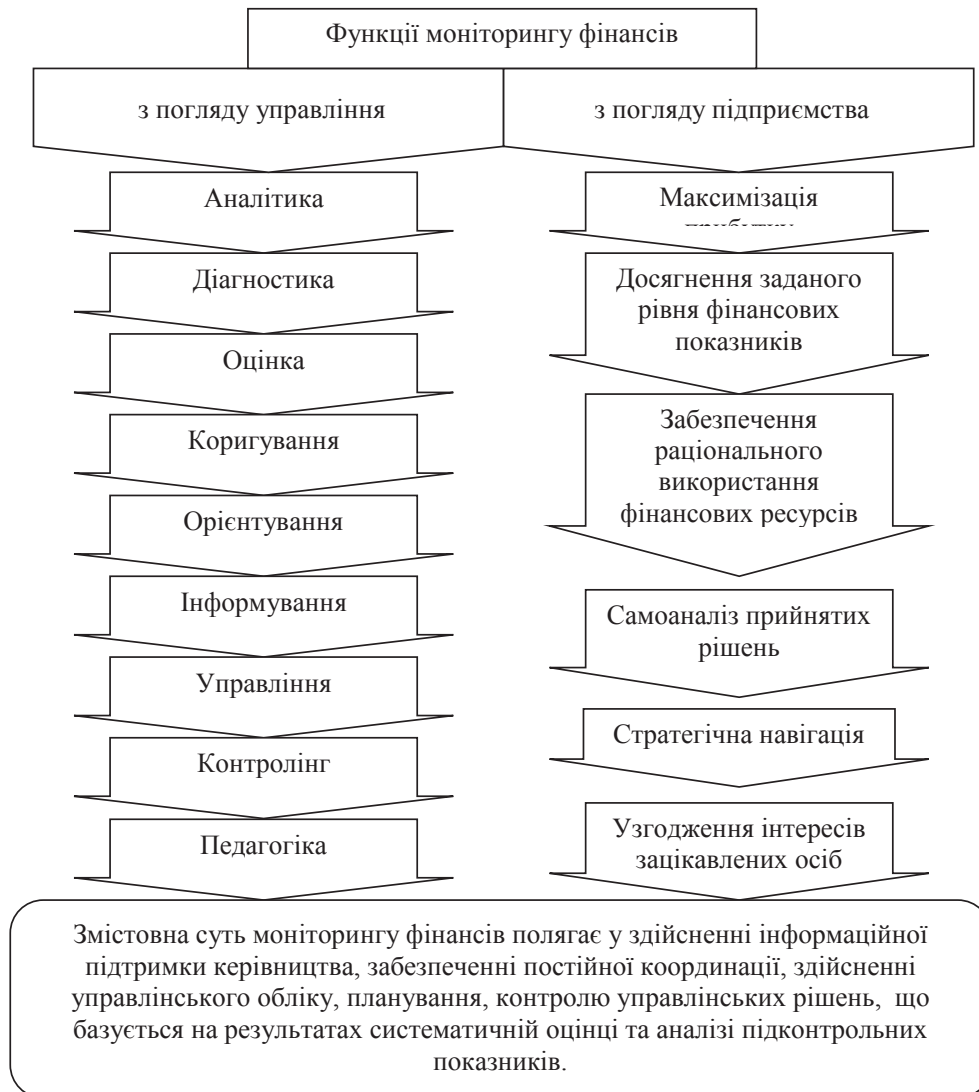 Функції моніторингу фінансів
з погляду управління
Аналітика
Діагностика
Оцінка
Коригування
Орієнтування
Інформування
Управління
Контролінг
Педагогіка
з погляду підприємства
Максимізація
Досягнення заданого
рівня фінансових
показників
Забезпечення
раціонального
використання
фінансових ресурсів
Самоаналіз прийнятих
рішень
Стратегічна навігація
Узгодження інтересів
зацікавлених осіб
Змістовна суть моніторингу фінансів полягає у здійсненні інформаційної
підтримки керівництва, забезпеченні постійної координації, здійсненні
управлінського обліку, планування, контролю управлінських рішень, що
базується на результатах систематичній оцінці та аналізі підконтрольних
показників.